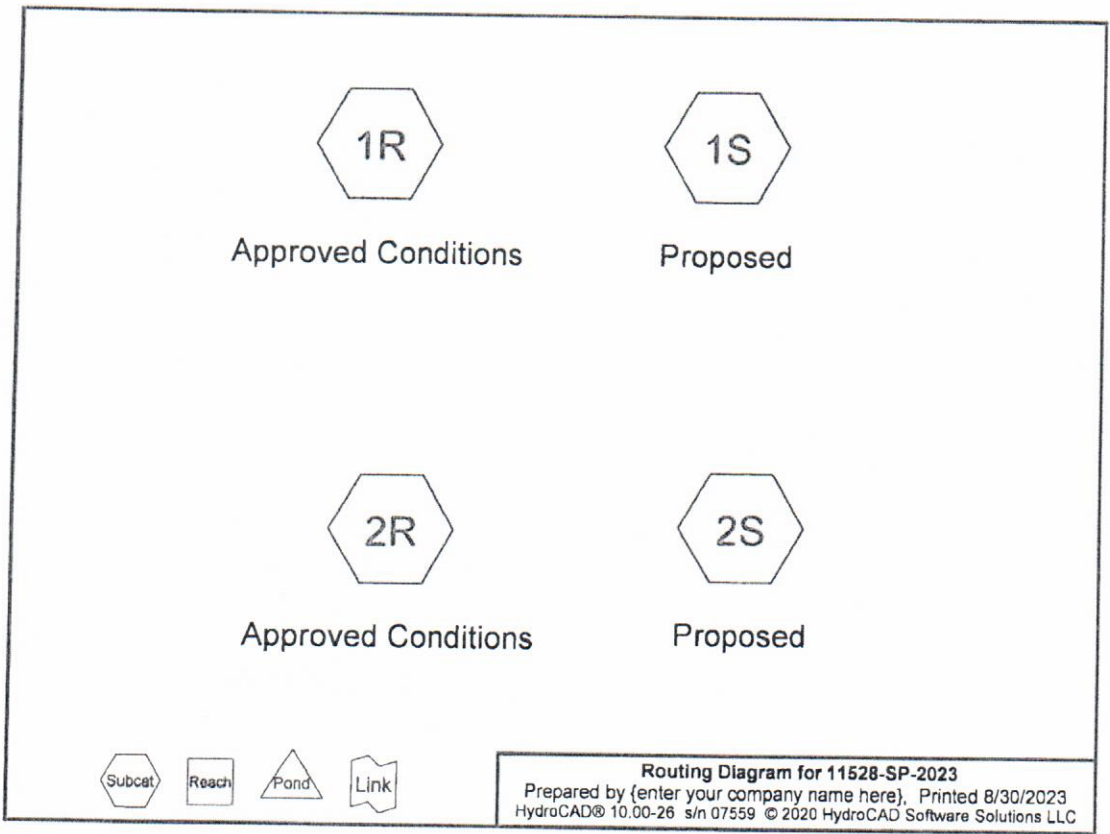 1R
1S
Approved Conditions
Proposed
2R
2S
Approved Conditions
Proposed
Subcat
Reach
Pond
Link
Routing Diagram for 11528-SP-2023
Prepared by {enter your company name here}, Printed 8/30/2023
HydroCAD® 10.00-26 s/n 07559 © 2020 HydroCAD Software Solutions LLC